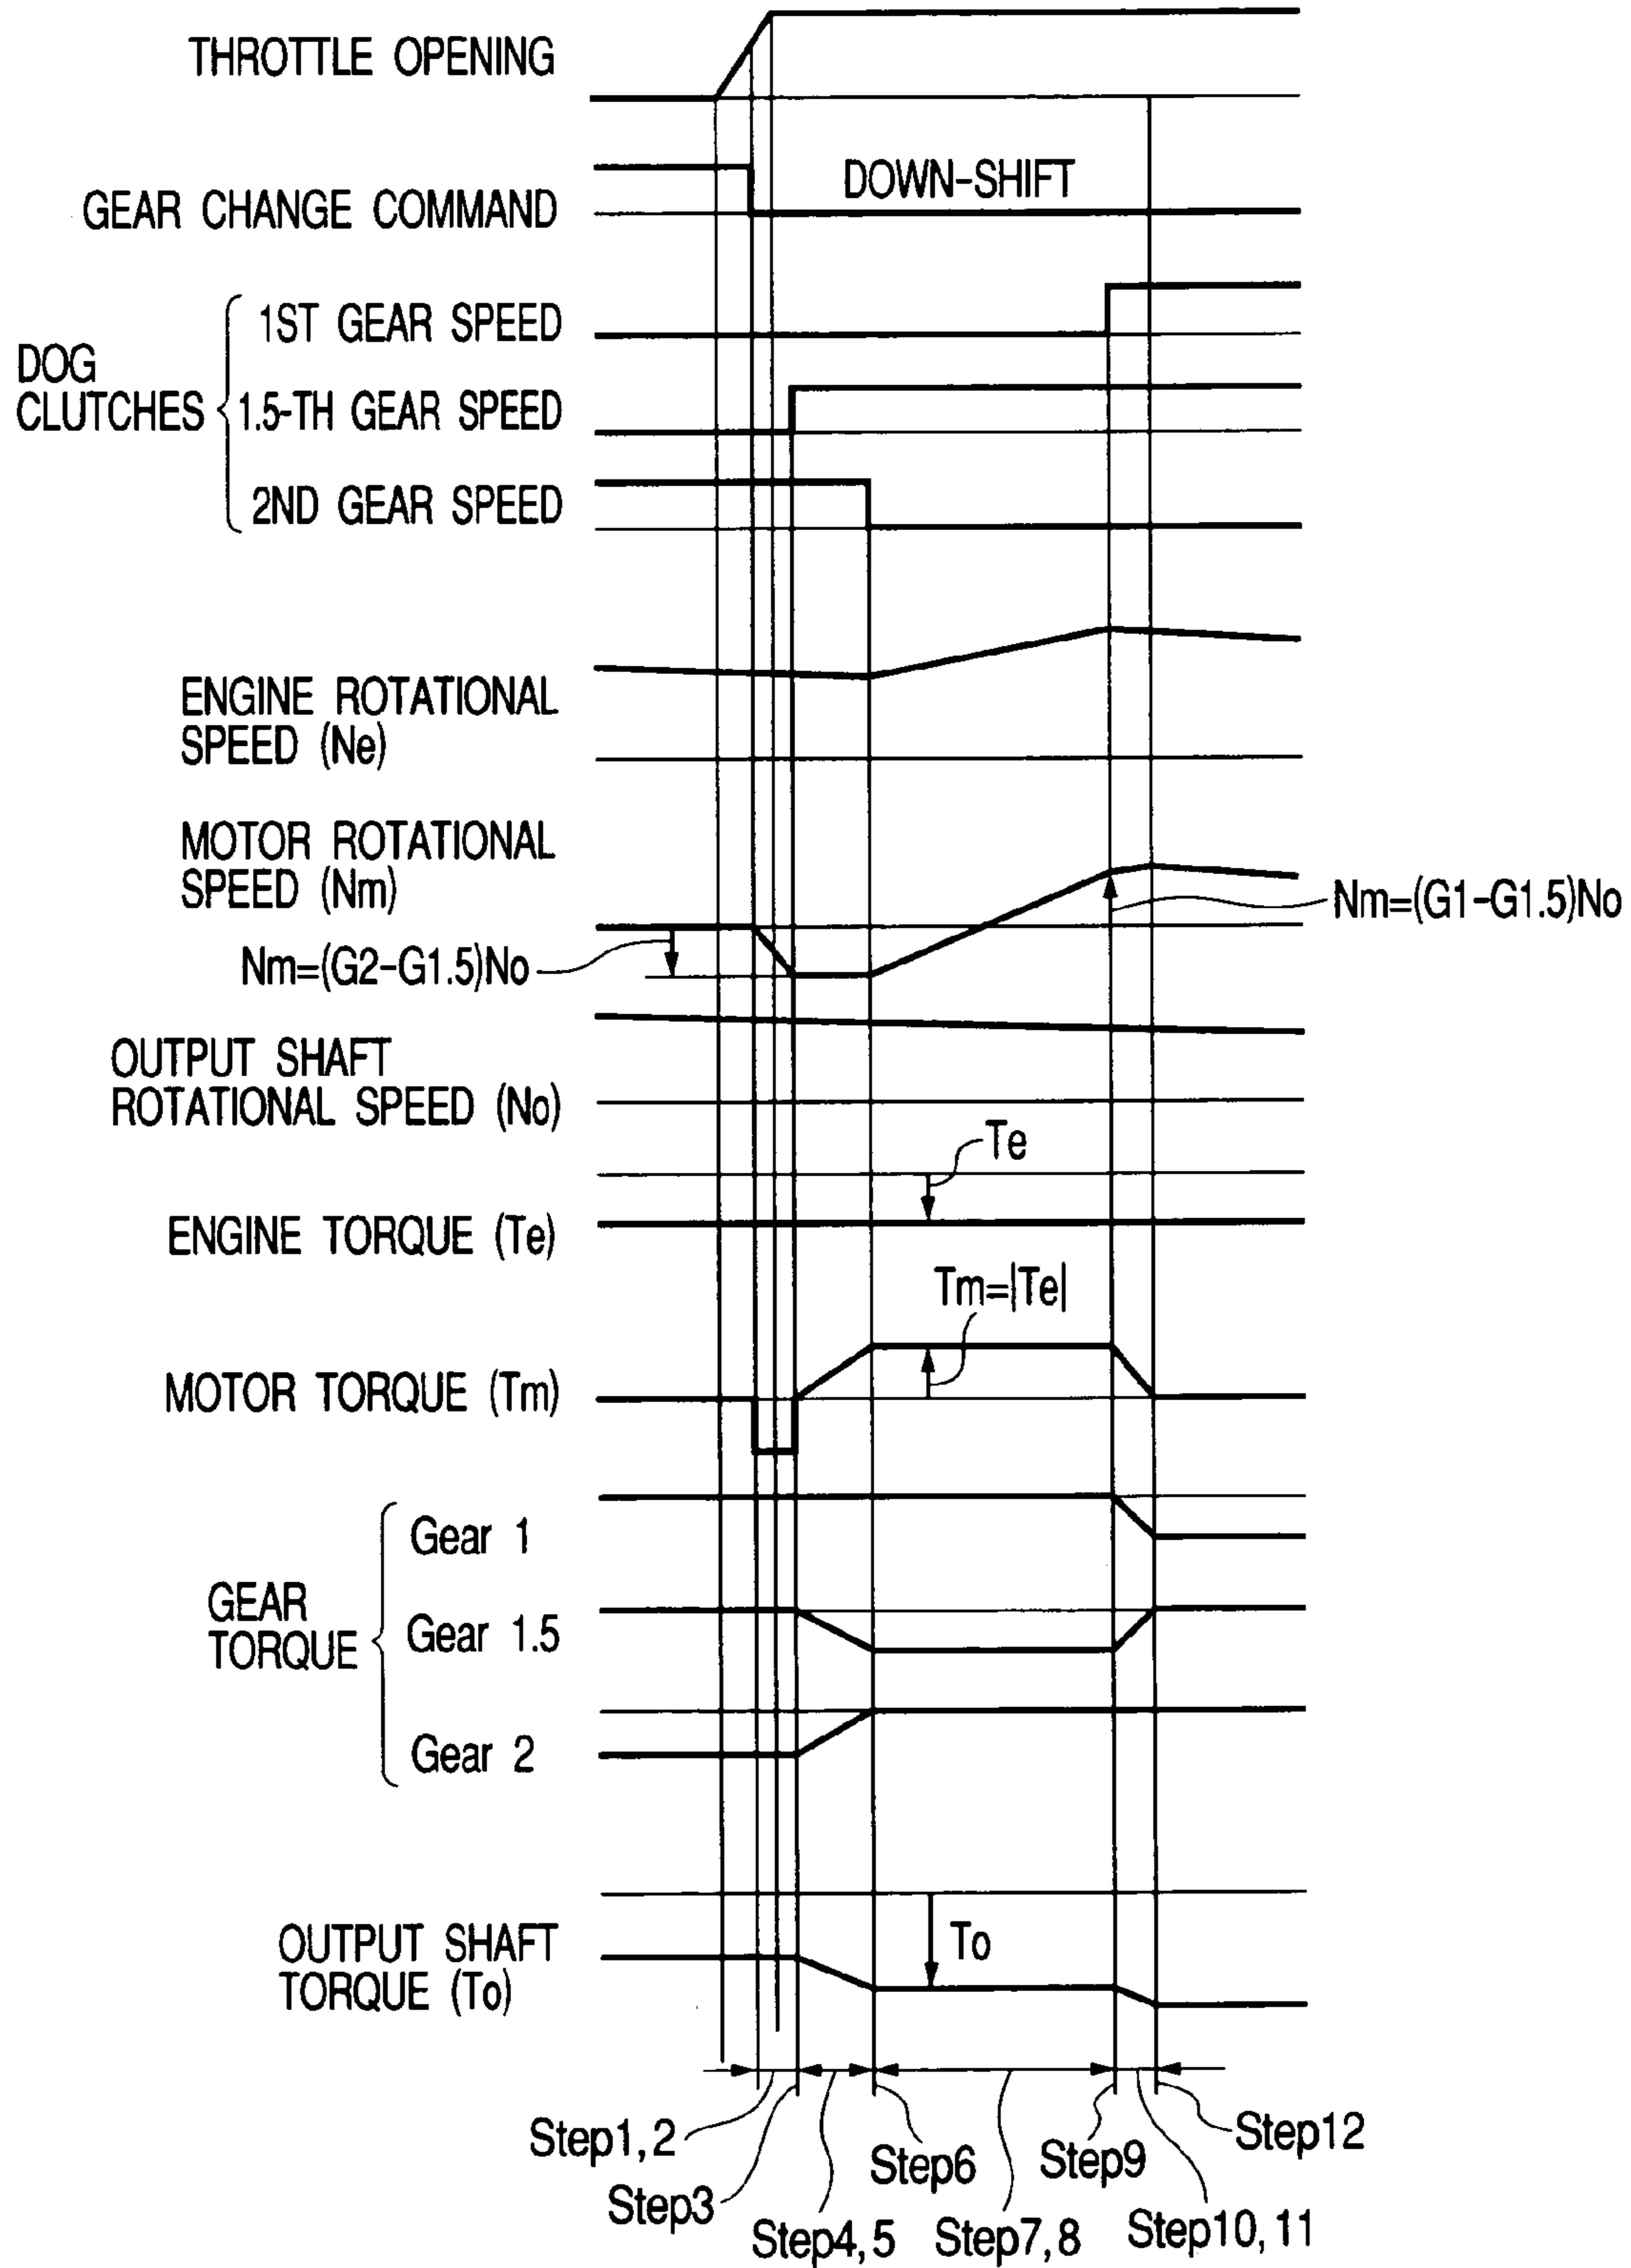 THROTTLE OPENING
GEAR CHANGE COMMAND
DOWN-SHIFT
DOG
CLUTCHES
1ST GEAR SPEED
1.5-TH GEAR SPEED
2ND GEAR SPEED
ENGINE ROTATIONAL
SPEED (Ne)
MOTOR ROTATIONAL
SPEED (Nm)
Nm=(G1-G1.5)No
Nm=(G2-G1.5)No
OUTPUT SHAFT
ROTATIONAL SPEED (No)
Te
ENGINE TORQUE (Te)
Tm=|Te|
MOTOR TORQUE (Tm)
GEAR
TORQUE
Gear 1
Gear 1.5
Gear 2
OUTPUT SHAFT
TORQUE (To)
To
Step1, 2
Step3
Step4, 5
Step6
Step7, 8
Step9
Step10, 11
Step12